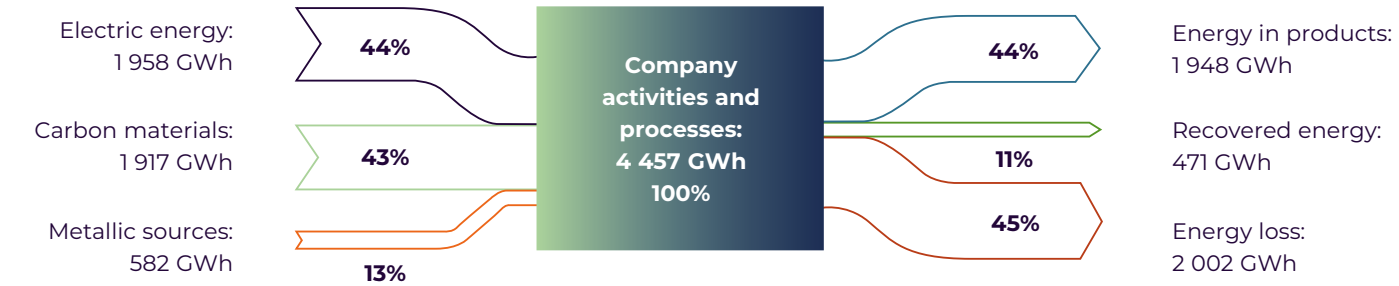 Electric energy:
1 958 GWh
44%
Carbon materials:
1 917 GWh
43%
Metallic sources:
582 GWh
13%
Company
activities and
processes:
4 457 GWh
100%
44%
Energy in products:
1 948 GWh
11%
Recovered energy:
471 GWh
45%
Energy loss:
2 002 GWh